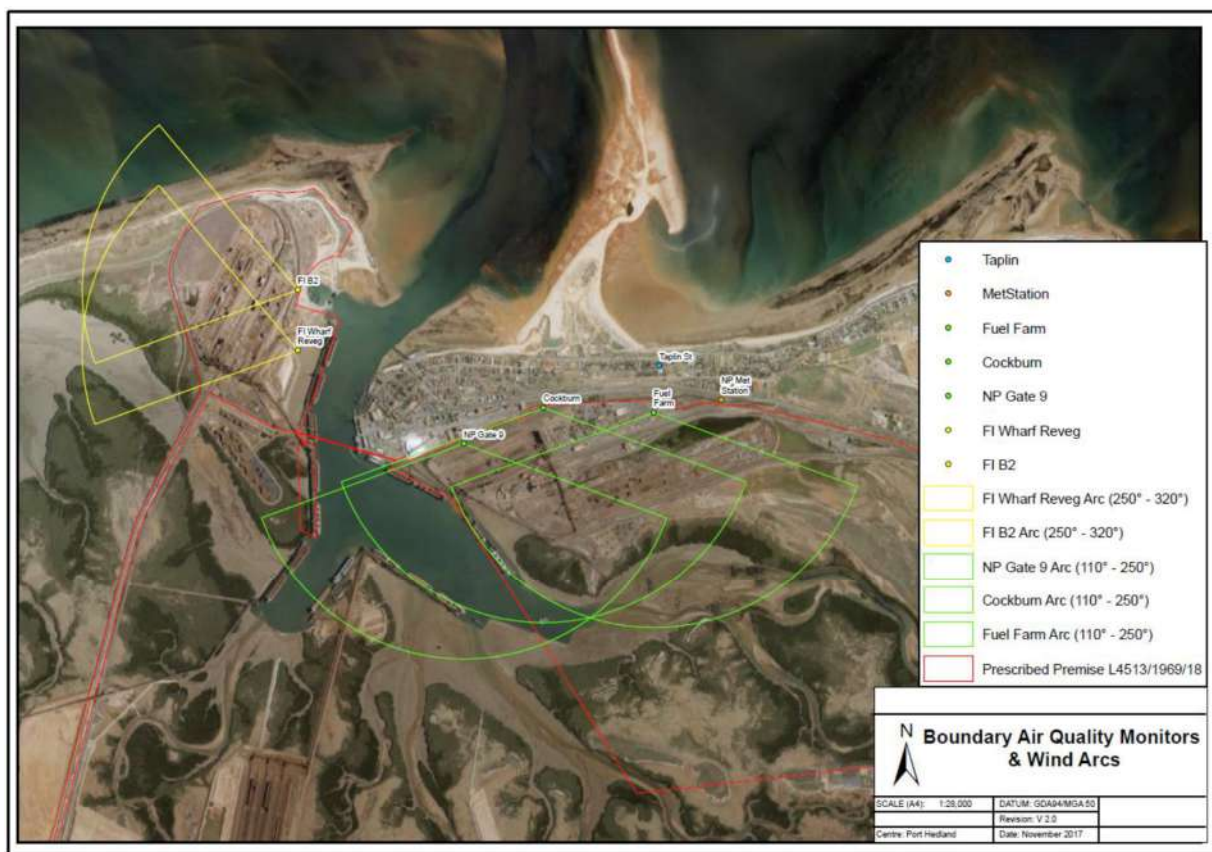 FI B2
FI Wharf
Reveg
Taplin St
NP Met
Station
Cockburn
Fuel
Farm
NP Gate 9
Taplin
MetStation
Fuel Farm
Cockburn
NP Gate 9
FI Wharf Reveg
FI B2
FI Wharf Reveg Arc (250° - 320°)
FI B2 Arc (250° - 320°)
NP Gate 9 Arc (110° - 250°)
Cockburn Arc (110° - 250°)
Fuel Farm Arc (110° - 250°)
Prescribed Premise L4513/1969/18
N
Boundary Air Quality Monitors
& Wind Arcs
SCALE (A4): 1:28,000
DATUM: GDA94/MGA 50
Revision: V 2.0
Centre: Port Hedland
Date: November 2017